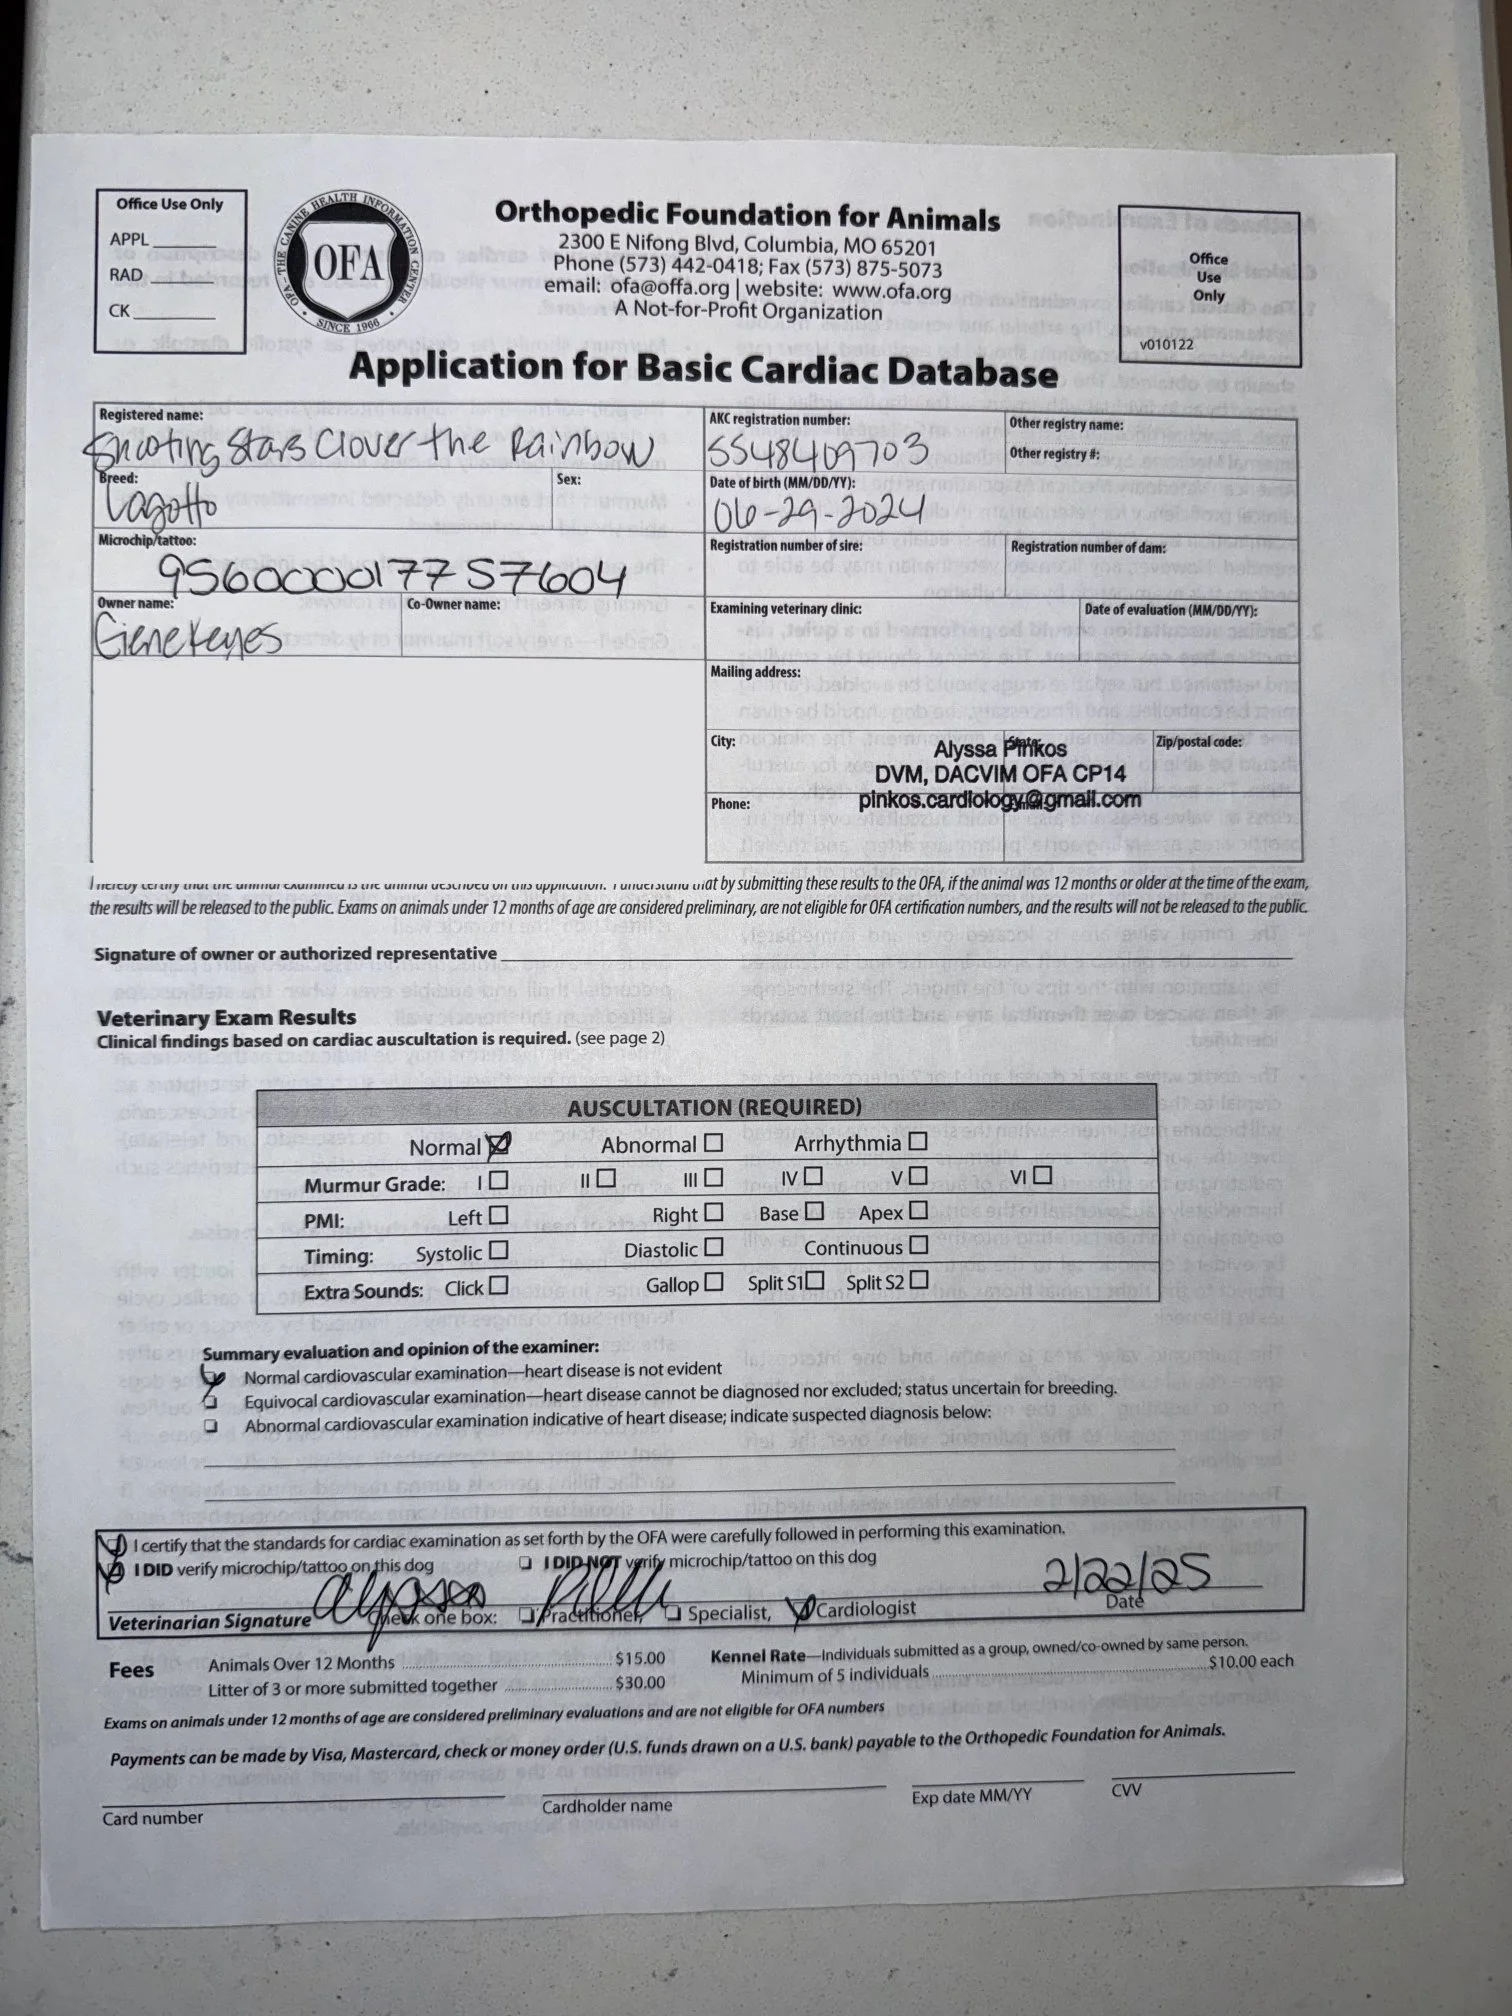 Office Use Only
APPL
RAD
CK
OFA - THE CANINE HEALTH INFORMATION CENTER
OFA
SINCE 1966
Orthopedic Foundation for Animals
2300 E Nifong Blvd, Columbia, MO 65201
Phone (573) 442-0418; Fax (573) 875-5073
email: ofa@offa.org | website: www.ofa.org
A Not-for-Profit Organization
Office
Use
Only
v010122
Application for Basic Cardiac Database
Registered name:
Shooting Stars Clover the Rainbow
AKC registration number:
SS48409703
Other registry name:
Other registry #:
Breed:
Lagotto
Sex:
Date of birth (MM/DD/YY):
06-29-2024
Microchip/tattoo:
956000017757604
Registration number of sire:
Registration number of dam:
Owner name:
Giene Keyes
Co-Owner name:
Examining veterinary clinic:
Date of evaluation (MM/DD/YY):
Mailing address:
City:
State:
Zip/postal code:
Alyssa Pinkos
DVM, DACVIM OFA CP14
pinkos.cardiology@gmail.com
Phone:
I hereby certify that the animal examined is the animal described on this application. I understand that by submitting these results to the OFA, if the animal was 12 months or older at the time of the exam,
the results will be released to the public. Exams on animals under 12 months of age are considered preliminary, are not eligible for OFA certification numbers, and the results will not be released to the public.
Signature of owner or authorized representative
Veterinary Exam Results
Clinical findings based on cardiac auscultation is required. (see page 2)
AUSCULTATION (REQUIRED)
Normal Abnormal Arrhythmia
Murmur Grade: I II III IV V VI
PMI: Left Right Base Apex
Timing: Systolic Diastolic Continuous
Extra Sounds: Click Gallop Split S1 Split S2
Summary evaluation and opinion of the examiner:
Normal cardiovascular examination—heart disease is not evident
Equivocal cardiovascular examination—heart disease cannot be diagnosed nor excluded; status uncertain for breeding.
Abnormal cardiovascular examination indicative of heart disease; indicate suspected diagnosis below:
I certify that the standards for cardiac examination as set forth by the OFA were carefully followed in performing this examination.
I DID verify microchip/tattoo on this dog I DID NOT verify microchip/tattoo on this dog
2/22/25
Veterinarian Signature Check one box: Practitioner, Specialist, Cardiologist Date
Fees Animals Over 12 Months $15.00
Litter of 3 or more submitted together $30.00
Kennel Rate—Individuals submitted as a group, owned/co-owned by same person.
Minimum of 5 individuals $10.00 each
Exams on animals under 12 months of age are considered preliminary evaluations and are not eligible for OFA numbers
Payments can be made by Visa, Mastercard, check or money order (U.S. funds drawn on a U.S. bank) payable to the Orthopedic Foundation for Animals.
Card number Cardholder name Exp date MM/YY CVV